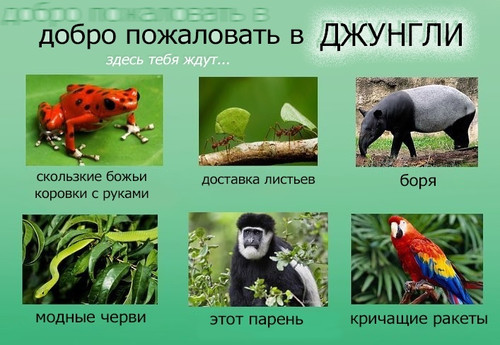 добро пожаловать в
добро пожаловать в ДЖУНГЛИ
здесь тебя ждут...
скользкие божьи
коровки с руками
доставка листьев
боря
модные черви
этот парень
кричащие ракеты